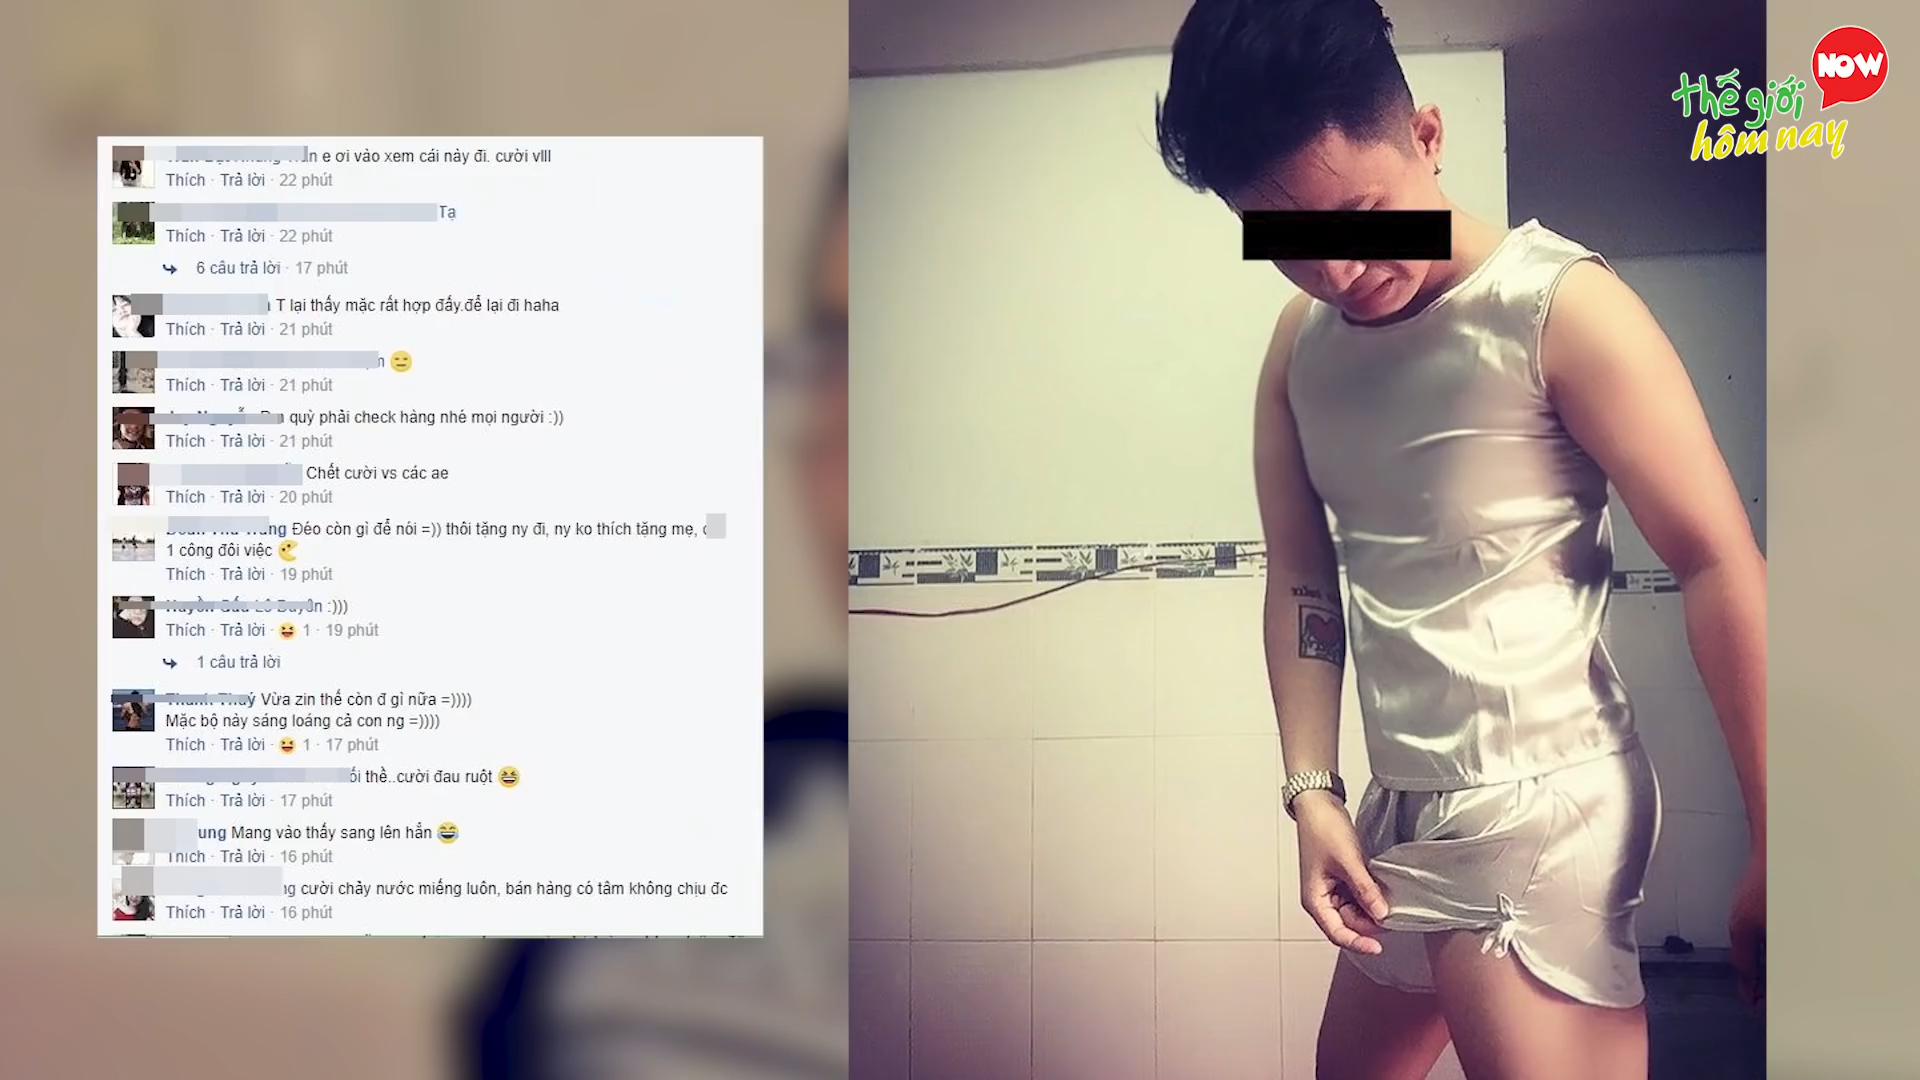 e ơi vào xem cái này đi. cười vlll
Thích · Trả lời · 22 phút
Tạ
Thích · Trả lời · 22 phút
6 câu trả lời · 17 phút
T lại thấy mặc rất hợp đấy.để lại đi haha
Thích · Trả lời · 21 phút
Thích · Trả lời · 21 phút
quỳ phải check hàng nhé mọi người :))
Thích · Trả lời · 21 phút
Chết cười vs các ae
Thích · Trả lời · 20 phút
Đéo còn gì để nói =)) thôi tặng ny đi, ny ko thích tặng mẹ,
1 công đôi việc
Thích · Trả lời · 19 phút
:)))
Thích · Trả lời · 😆 1 · 19 phút
1 câu trả lời
Vừa zin thế còn đ gì nữa =))))
Mặc bộ này sáng loáng cả con ng =))))
Thích · Trả lời · 😆 1 · 17 phút
thề..cười đau ruột 😆
Thích · Trả lời · 17 phút
ung Mang vào thấy sang lên hẳn 😂
Thích · Trả lời · 16 phút
cười chảy nước miếng luôn, bán hàng có tâm không chịu đc
Thích · Trả lời · 16 phút
NOW
thế giới
hôm nay